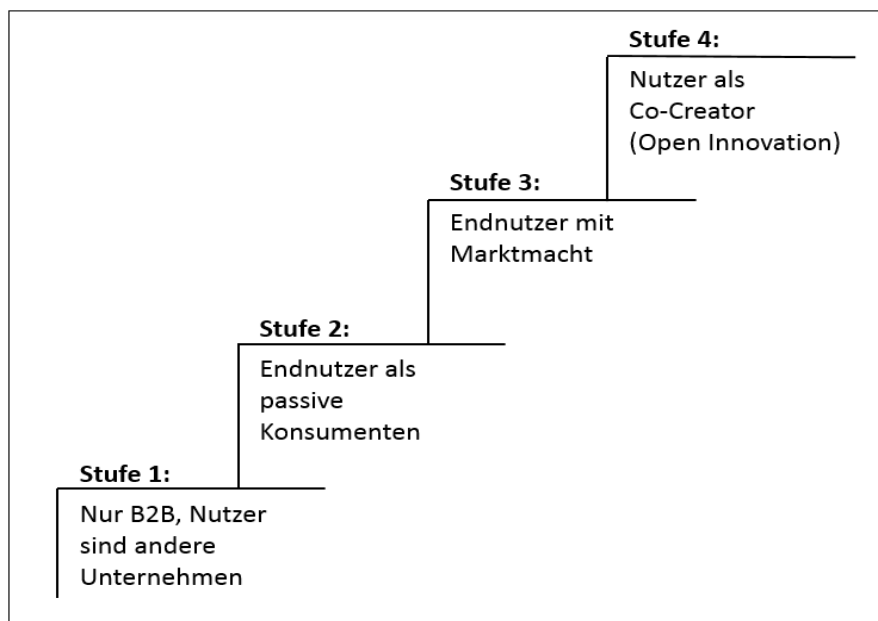 Stufe 4:
Nutzer als
Co-Creator
(Open Innovation)
Stufe 3:
Endnutzer mit
Marktmacht
Stufe 2:
Endnutzer als
passive
Konsumenten
Stufe 1:
Nur B2B, Nutzer
sind andere
Unternehmen